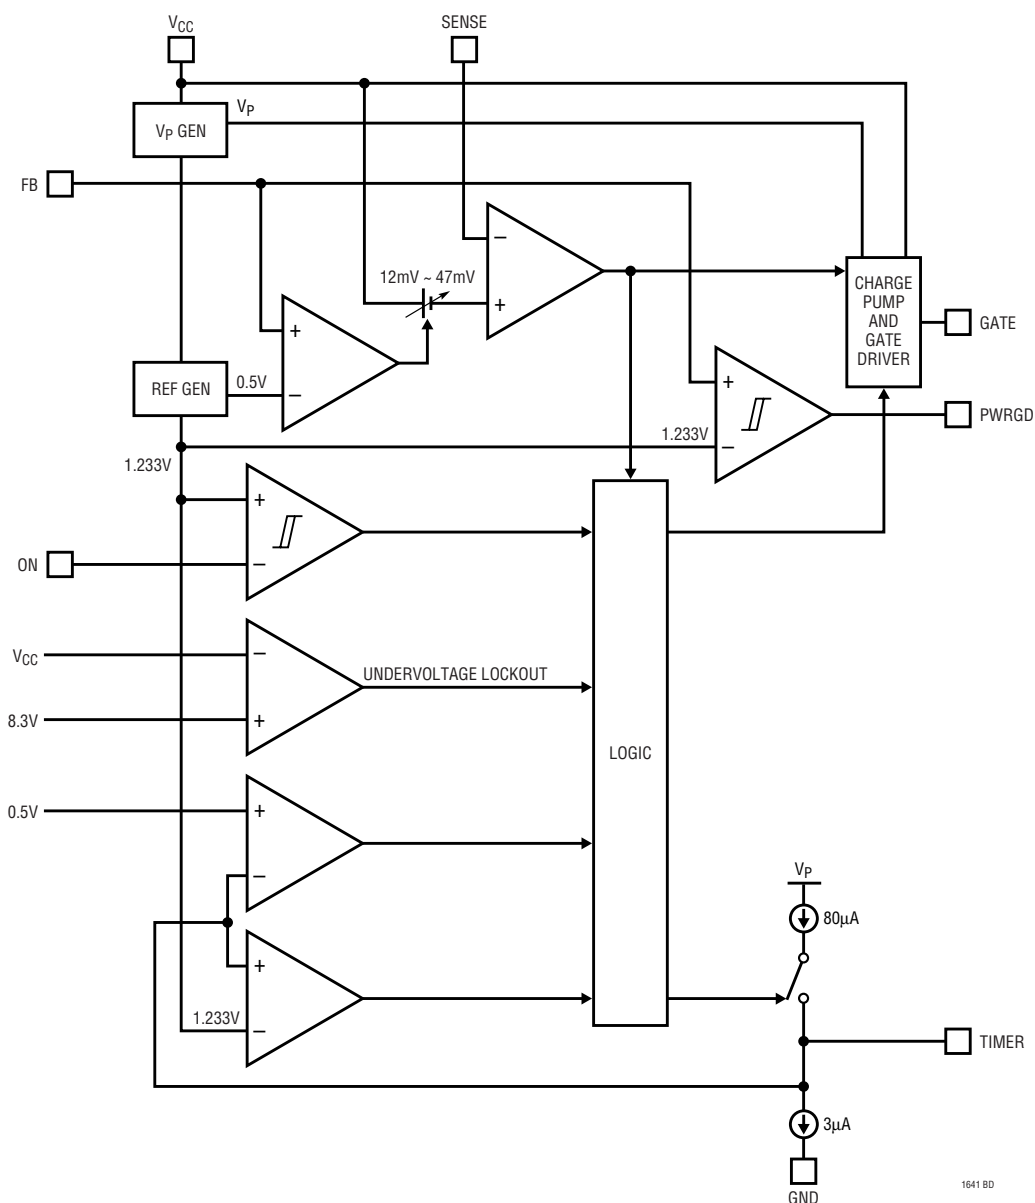 VCC
SENSE
VP
VP GEN
FB
12mV ~ 47mV
–
+
CHARGE
PUMP
AND
GATE
DRIVER
GATE
+
–
REF GEN
0.5V
+
–
PWRGD
1.233V
1.233V
+
–
ON
VCC
–
UNDERVOLTAGE LOCKOUT
8.3V
+
LOGIC
0.5V
+
–
VP
80µA
+
1.233V
–
TIMER
3µA
GND
1641 BD